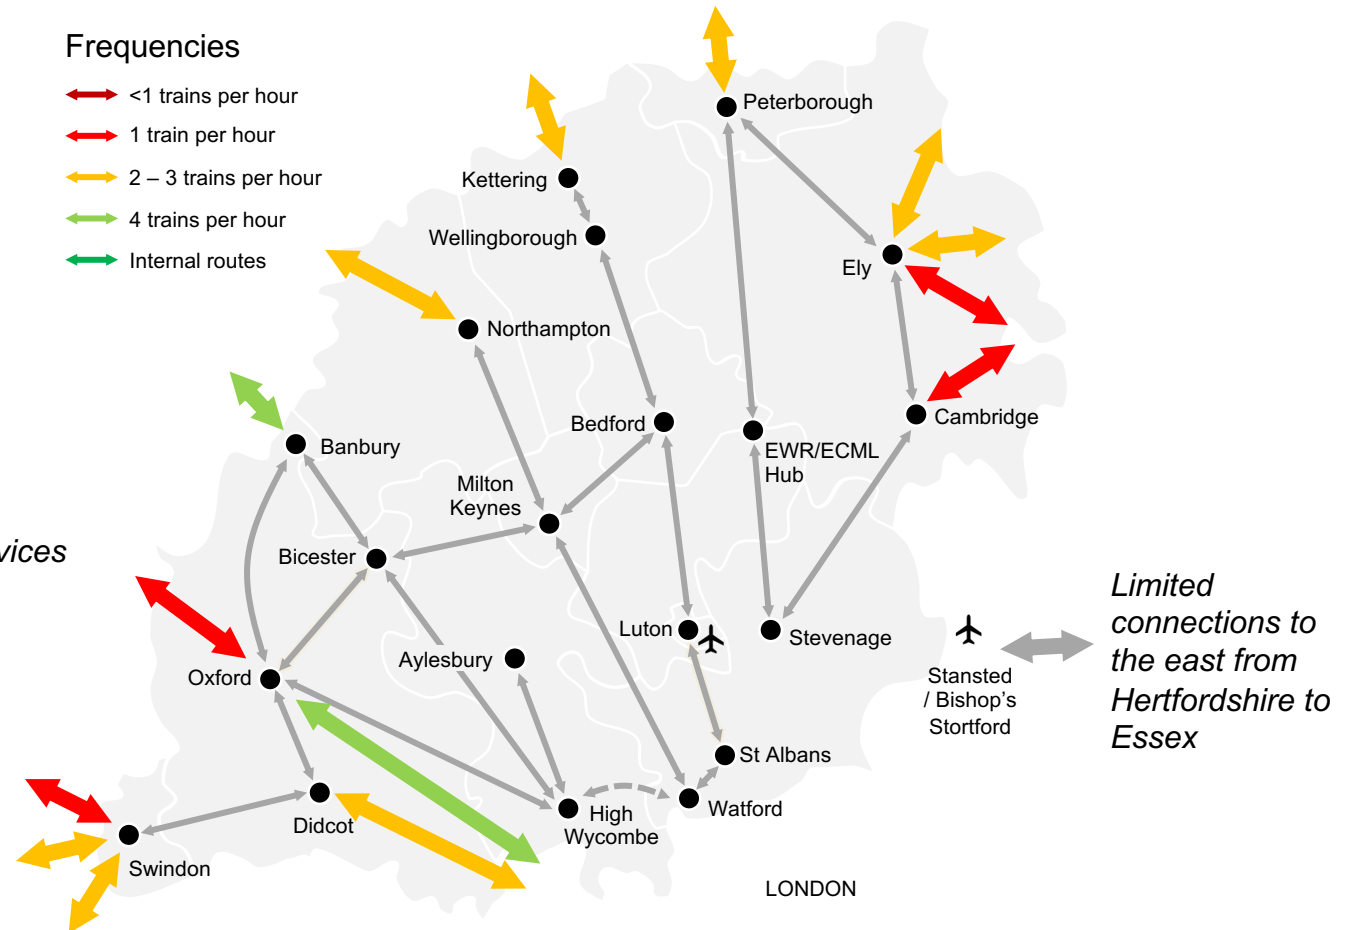 Frequencies
<1 trains per hour
1 train per hour
2 – 3 trains per hour
4 trains per hour
Internal routes
Peterborough
Kettering
Wellingborough
Ely
Northampton
Bedford
Cambridge
Banbury
EWR/ECML
Hub
Milton
Keynes
vices
Bicester
Limited
connections to
the east from
Hertfordshire to
Essex
Luton
Stevenage
Aylesbury
Oxford
Stansted
/ Bishop's
Stortford
St Albans
High
Wycombe
Watford
Didcot
Swindon
LONDON